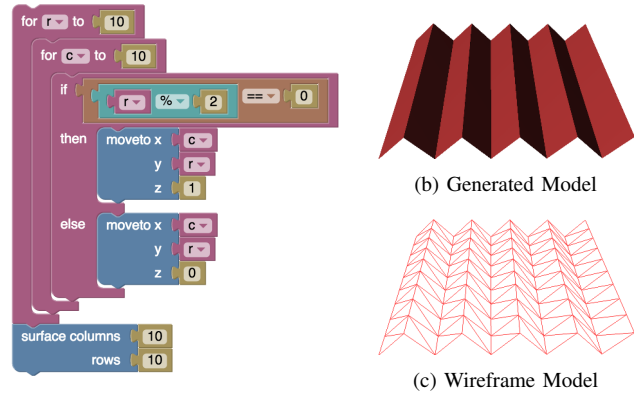 for r to 10
for c to 10
if r % 2 == 0
then moveto x c
y r
z 1
else moveto x c
y r
z 0
surface columns 10
rows 10
(b) Generated Model
(c) Wireframe Model